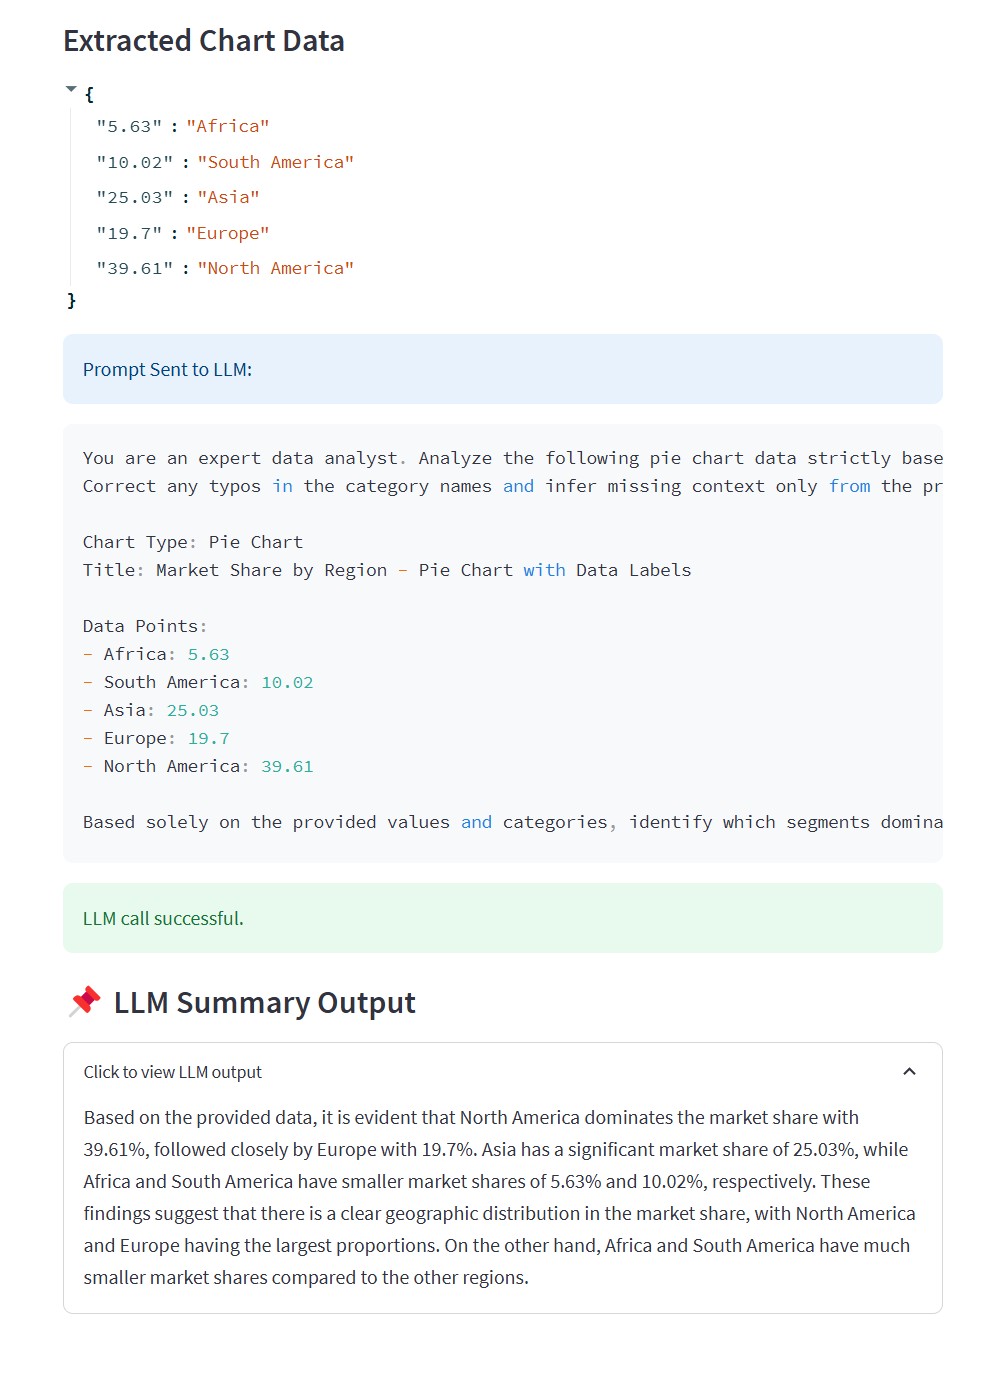 Extracted Chart Data
{
"5.63" : "Africa"
"10.02" : "South America"
"25.03" : "Asia"
"19.7" : "Europe"
"39.61" : "North America"
}
Prompt Sent to LLM:
You are an expert data analyst. Analyze the following pie chart data strictly base
Correct any typos in the category names and infer missing context only from the pr
Chart Type: Pie Chart
Title: Market Share by Region - Pie Chart with Data Labels
Data Points:
- Africa: 5.63
- South America: 10.02
- Asia: 25.03
- Europe: 19.7
- North America: 39.61
Based solely on the provided values and categories, identify which segments domina
LLM call successful.
LLM Summary Output
Click to view LLM output
Based on the provided data, it is evident that North America dominates the market share with
39.61%, followed closely by Europe with 19.7%. Asia has a significant market share of 25.03%, while
Africa and South America have smaller market shares of 5.63% and 10.02%, respectively. These
findings suggest that there is a clear geographic distribution in the market share, with North America
and Europe having the largest proportions. On the other hand, Africa and South America have much
smaller market shares compared to the other regions.